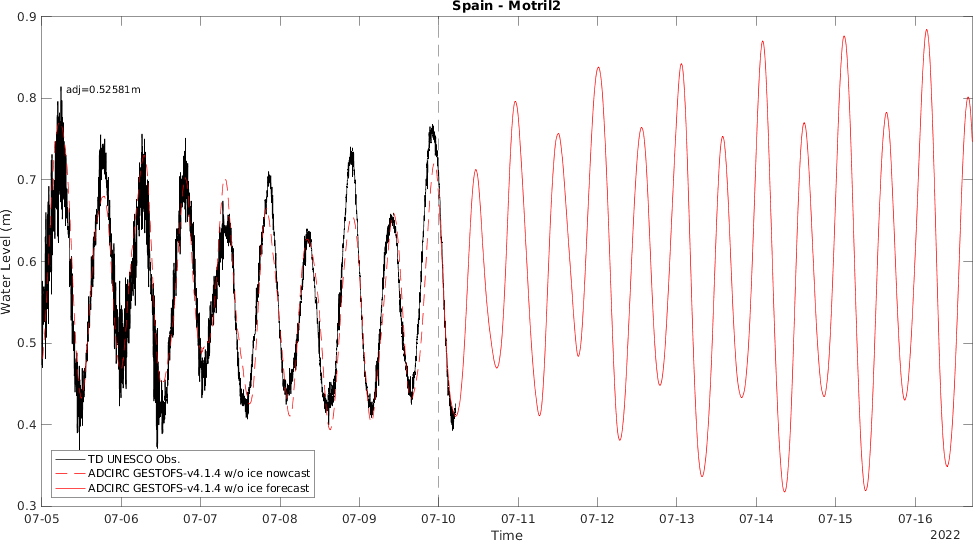 Spain - Motril2
0.9
0.8
0.7
0.6
0.5
0.4
0.3
Water Level (m)
adj=0.52581m
TD UNESCO Obs.
ADCIRC GESTOFS-v4.1.4 w/o ice nowcast
ADCIRC GESTOFS-v4.1.4 w/o ice forecast
07-05 07-06 07-07 07-08 07-09 07-10 07-11 07-12 07-13 07-14 07-15 07-16
Time
2022